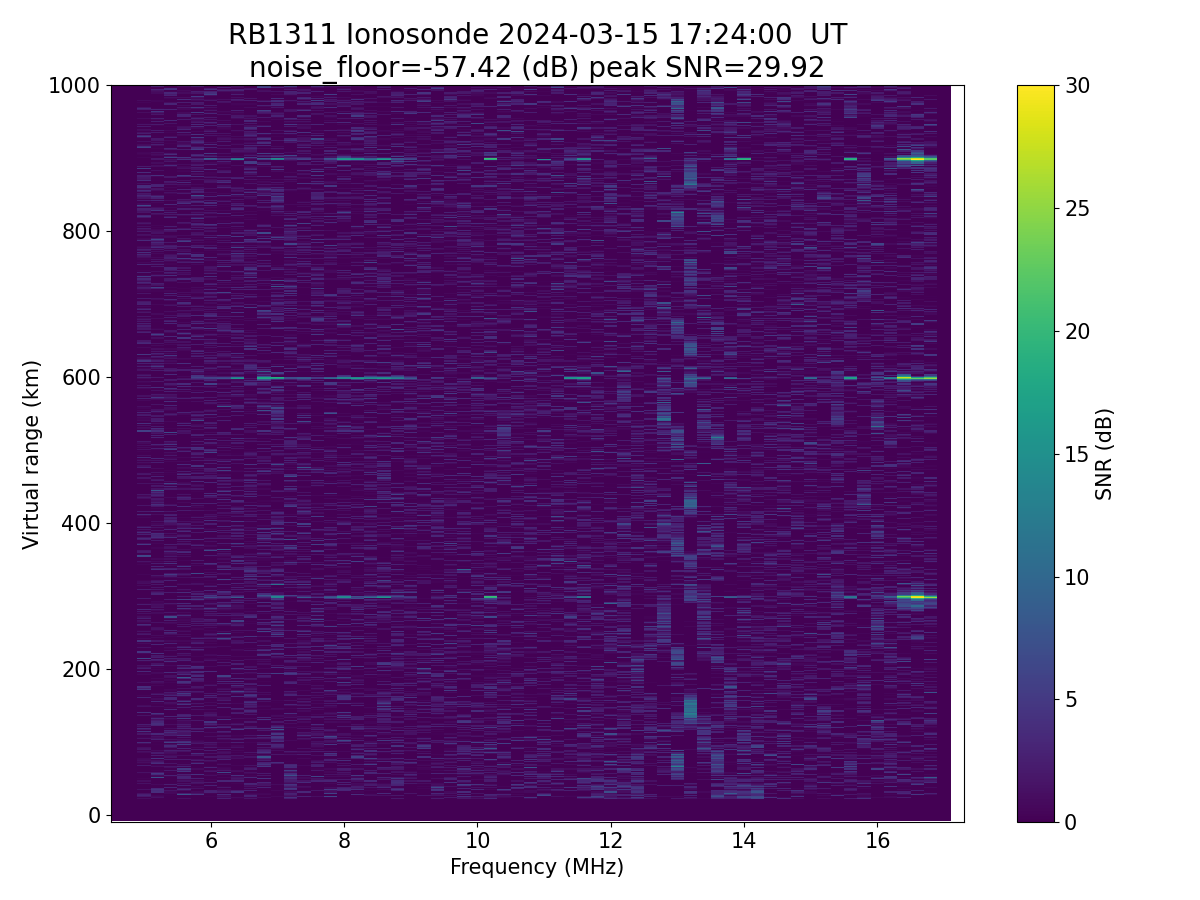 RB1311 Ionosonde 2024-03-15 17:24:00  UT
noise_floor=-57.42 (dB) peak SNR=29.92
1000
800
600
400
200
0
Virtual range (km)
6 8 10 12 14 16
Frequency (MHz)
30
25
20
15
10
5
0
SNR (dB)